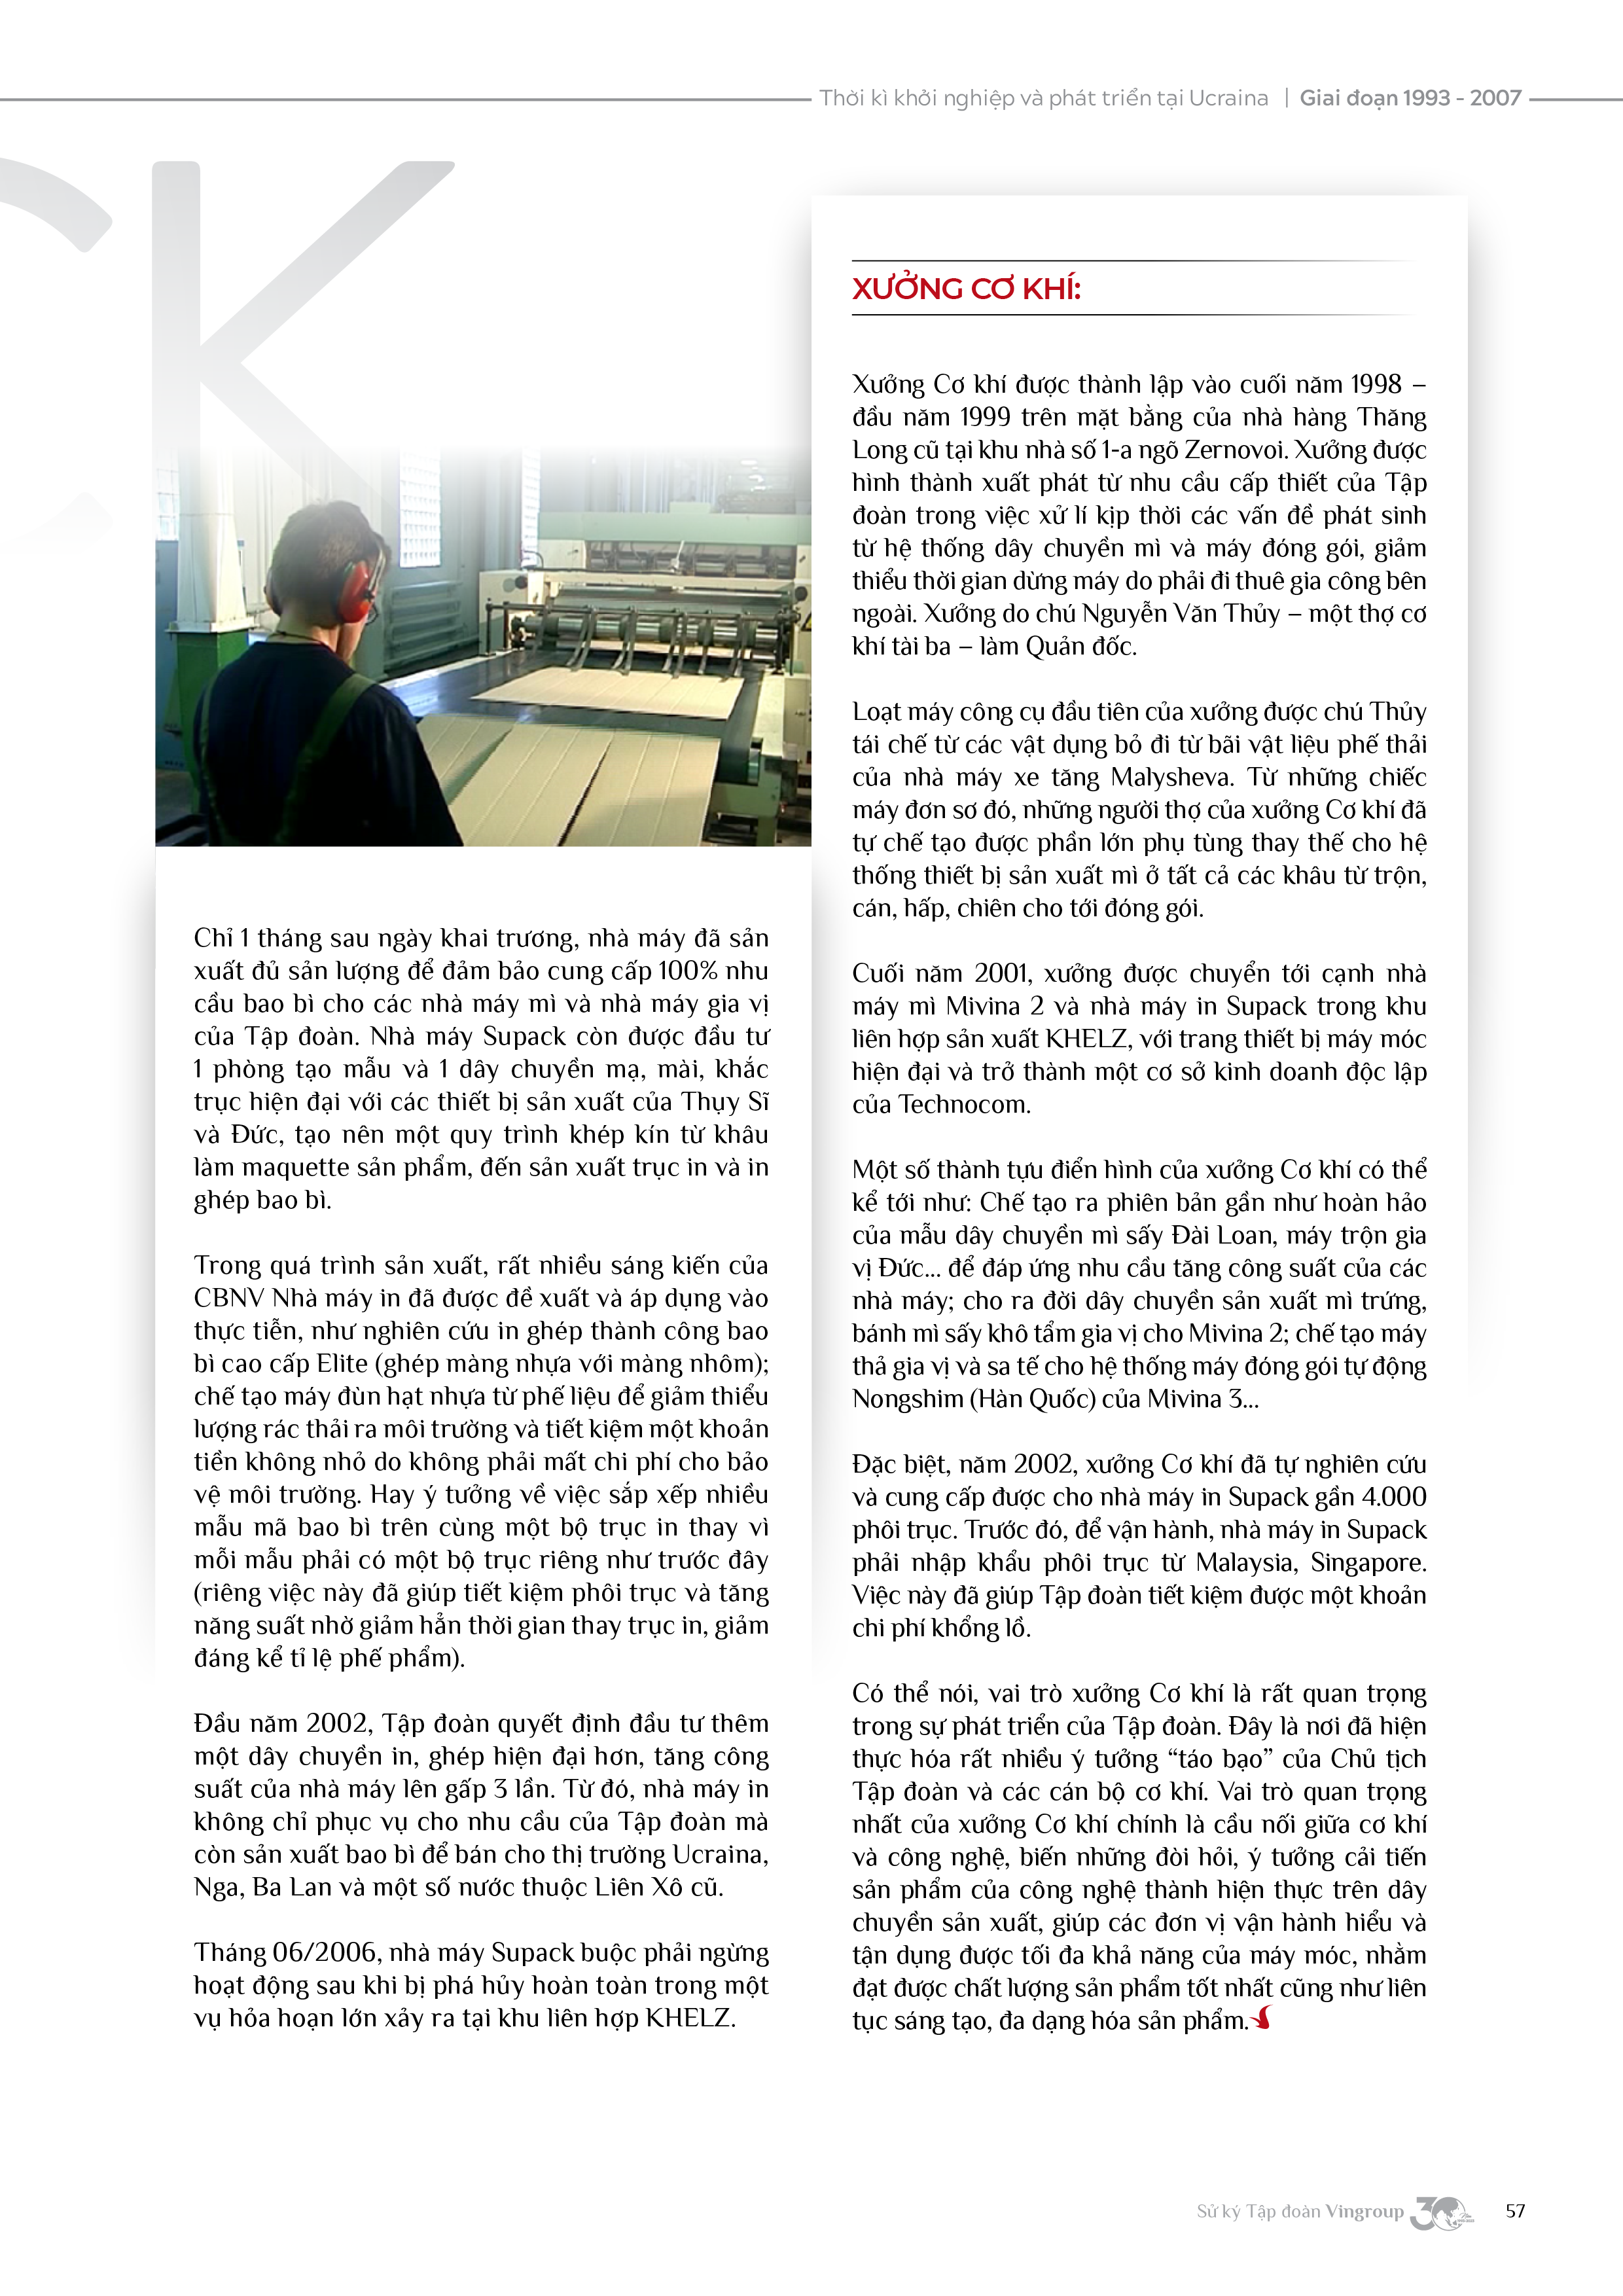 Thời kì khởi nghiệp và phát triển tại Ucraina | Giai đoạn 1993 - 2007
CK
Chỉ 1 tháng sau ngày khai trương, nhà máy đã sản
xuất đủ sản lượng để đảm bảo cung cấp 100% nhu
cầu bao bì cho các nhà máy mì và nhà máy gia vị
của Tập đoàn. Nhà máy Supack còn được đầu tư
1 phòng tạo mẫu và 1 dây chuyền mạ, mài, khắc
trục hiện đại với các thiết bị sản xuất của Thụy Sĩ
và Đức, tạo nên một quy trình khép kín từ khâu
làm maquette sản phẩm, đến sản xuất trục in và in
ghép bao bì.
Trong quá trình sản xuất, rất nhiều sáng kiến của
CBNV Nhà máy in đã được đề xuất và áp dụng vào
thực tiễn, như nghiên cứu in ghép thành công bao
bì cao cấp Elite (ghép màng nhựa với màng nhôm);
chế tạo máy đùn hạt nhựa từ phế liệu để giảm thiểu
lượng rác thải ra môi trường và tiết kiệm một khoản
tiền không nhỏ do không phải mất chi phí cho bảo
vệ môi trường. Hay ý tưởng về việc sắp xếp nhiều
mẫu mã bao bì trên cùng một bộ trục in thay vì
mỗi mẫu phải có một bộ trục riêng như trước đây
(riêng việc này đã giúp tiết kiệm phôi trục và tăng
năng suất nhờ giảm hẳn thời gian thay trục in, giảm
đáng kể tỉ lệ phế phẩm).
Đầu năm 2002, Tập đoàn quyết định đầu tư thêm
một dây chuyền in, ghép hiện đại hơn, tăng công
suất của nhà máy lên gấp 3 lần. Từ đó, nhà máy in
không chỉ phục vụ cho nhu cầu của Tập đoàn mà
còn sản xuất bao bì để bán cho thị trường Ucraina,
Nga, Ba Lan và một số nước thuộc Liên Xô cũ.
Tháng 06/2006, nhà máy Supack buộc phải ngừng
hoạt động sau khi bị phá hủy hoàn toàn trong một
vụ hỏa hoạn lớn xảy ra tại khu liên hợp KHELZ.
XƯỞNG CƠ KHÍ:
Xưởng Cơ khí được thành lập vào cuối năm 1998 –
đầu năm 1999 trên mặt bằng của nhà hàng Thăng
Long cũ tại khu nhà số 1-a ngõ Zernovoi. Xưởng được
hình thành xuất phát từ nhu cầu cấp thiết của Tập
đoàn trong việc xử lí kịp thời các vấn đề phát sinh
từ hệ thống dây chuyền mì và máy đóng gói, giảm
thiểu thời gian dừng máy do phải đi thuê gia công bên
ngoài. Xưởng do chú Nguyễn Văn Thủy – một thợ cơ
khí tài ba – làm Quản đốc.
Loạt máy công cụ đầu tiên của xưởng được chú Thủy
tái chế từ các vật dụng bỏ đi từ bãi vật liệu phế thải
của nhà máy xe tăng Malysheva. Từ những chiếc
máy đơn sơ đó, những người thợ của xưởng Cơ khí đã
tự chế tạo được phần lớn phụ tùng thay thế cho hệ
thống thiết bị sản xuất mì ở tất cả các khâu từ trộn,
cán, hấp, chiên cho tới đóng gói.
Cuối năm 2001, xưởng được chuyển tới cạnh nhà
máy mì Mivina 2 và nhà máy in Supack trong khu
liên hợp sản xuất KHELZ, với trang thiết bị máy móc
hiện đại và trở thành một cơ sở kinh doanh độc lập
của Technocom.
Một số thành tựu điển hình của xưởng Cơ khí có thể
kể tới như: Chế tạo ra phiên bản gần như hoàn hảo
của mẫu dây chuyền mì sấy Đài Loan, máy trộn gia
vị Đức... để đáp ứng nhu cầu tăng công suất của các
nhà máy; cho ra đời dây chuyền sản xuất mì trứng,
bánh mì sấy khô tẩm gia vị cho Mivina 2; chế tạo máy
thả gia vị và sa tế cho hệ thống máy đóng gói tự động
Nongshim (Hàn Quốc) của Mivina 3...
Đặc biệt, năm 2002, xưởng Cơ khí đã tự nghiên cứu
và cung cấp được cho nhà máy in Supack gần 4.000
phôi trục. Trước đó, để vận hành, nhà máy in Supack
phải nhập khẩu phôi trục từ Malaysia, Singapore.
Việc này đã giúp Tập đoàn tiết kiệm được một khoản
chi phí khổng lồ.
Có thể nói, vai trò xưởng Cơ khí là rất quan trọng
trong sự phát triển của Tập đoàn. Đây là nơi đã hiện
thực hóa rất nhiều ý tưởng “táo bạo” của Chủ tịch
Tập đoàn và các cán bộ cơ khí. Vai trò quan trọng
nhất của xưởng Cơ khí chính là cầu nối giữa cơ khí
và công nghệ, biến những đòi hỏi, ý tưởng cải tiến
sản phẩm của công nghệ thành hiện thực trên dây
chuyền sản xuất, giúp các đơn vị vận hành hiểu và
tận dụng được tối đa khả năng của máy móc, nhằm
đạt được chất lượng sản phẩm tốt nhất cũng như liên
tục sáng tạo, đa dạng hóa sản phẩm.
Sử ký Tập đoàn Vingroup 30 57